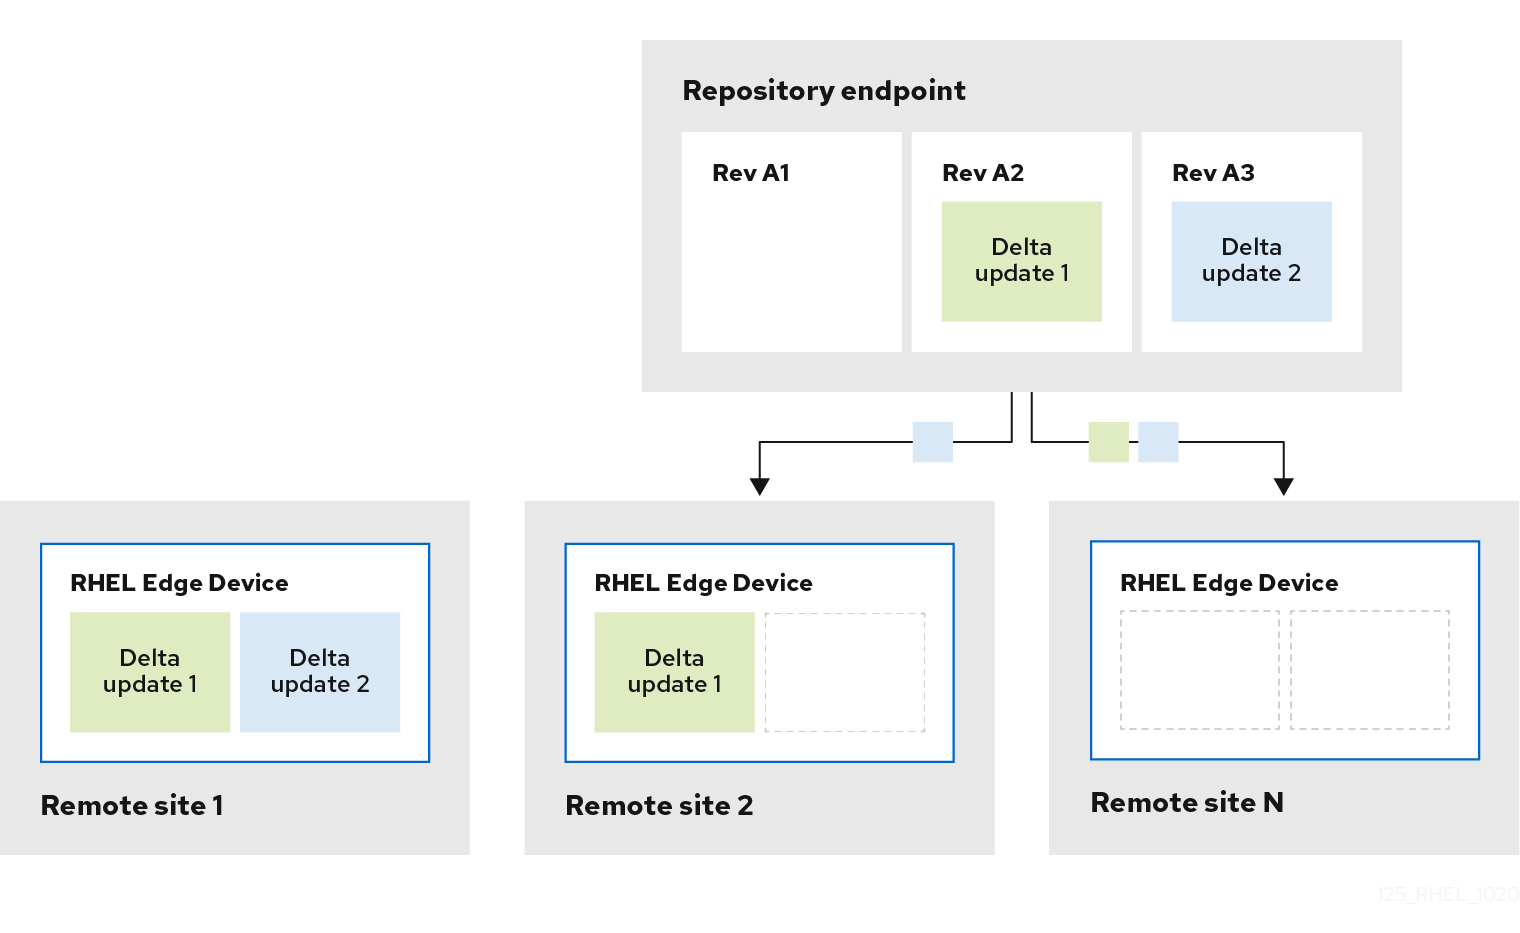 Repository endpoint
Rev A1
Rev A2
Rev A3
Delta
update 1
Delta
update 2
RHEL Edge Device
Delta
update 1
Delta
update 2
Remote site 1
RHEL Edge Device
Delta
update 1
Remote site 2
RHEL Edge Device
Remote site N
125_RHEL_1020